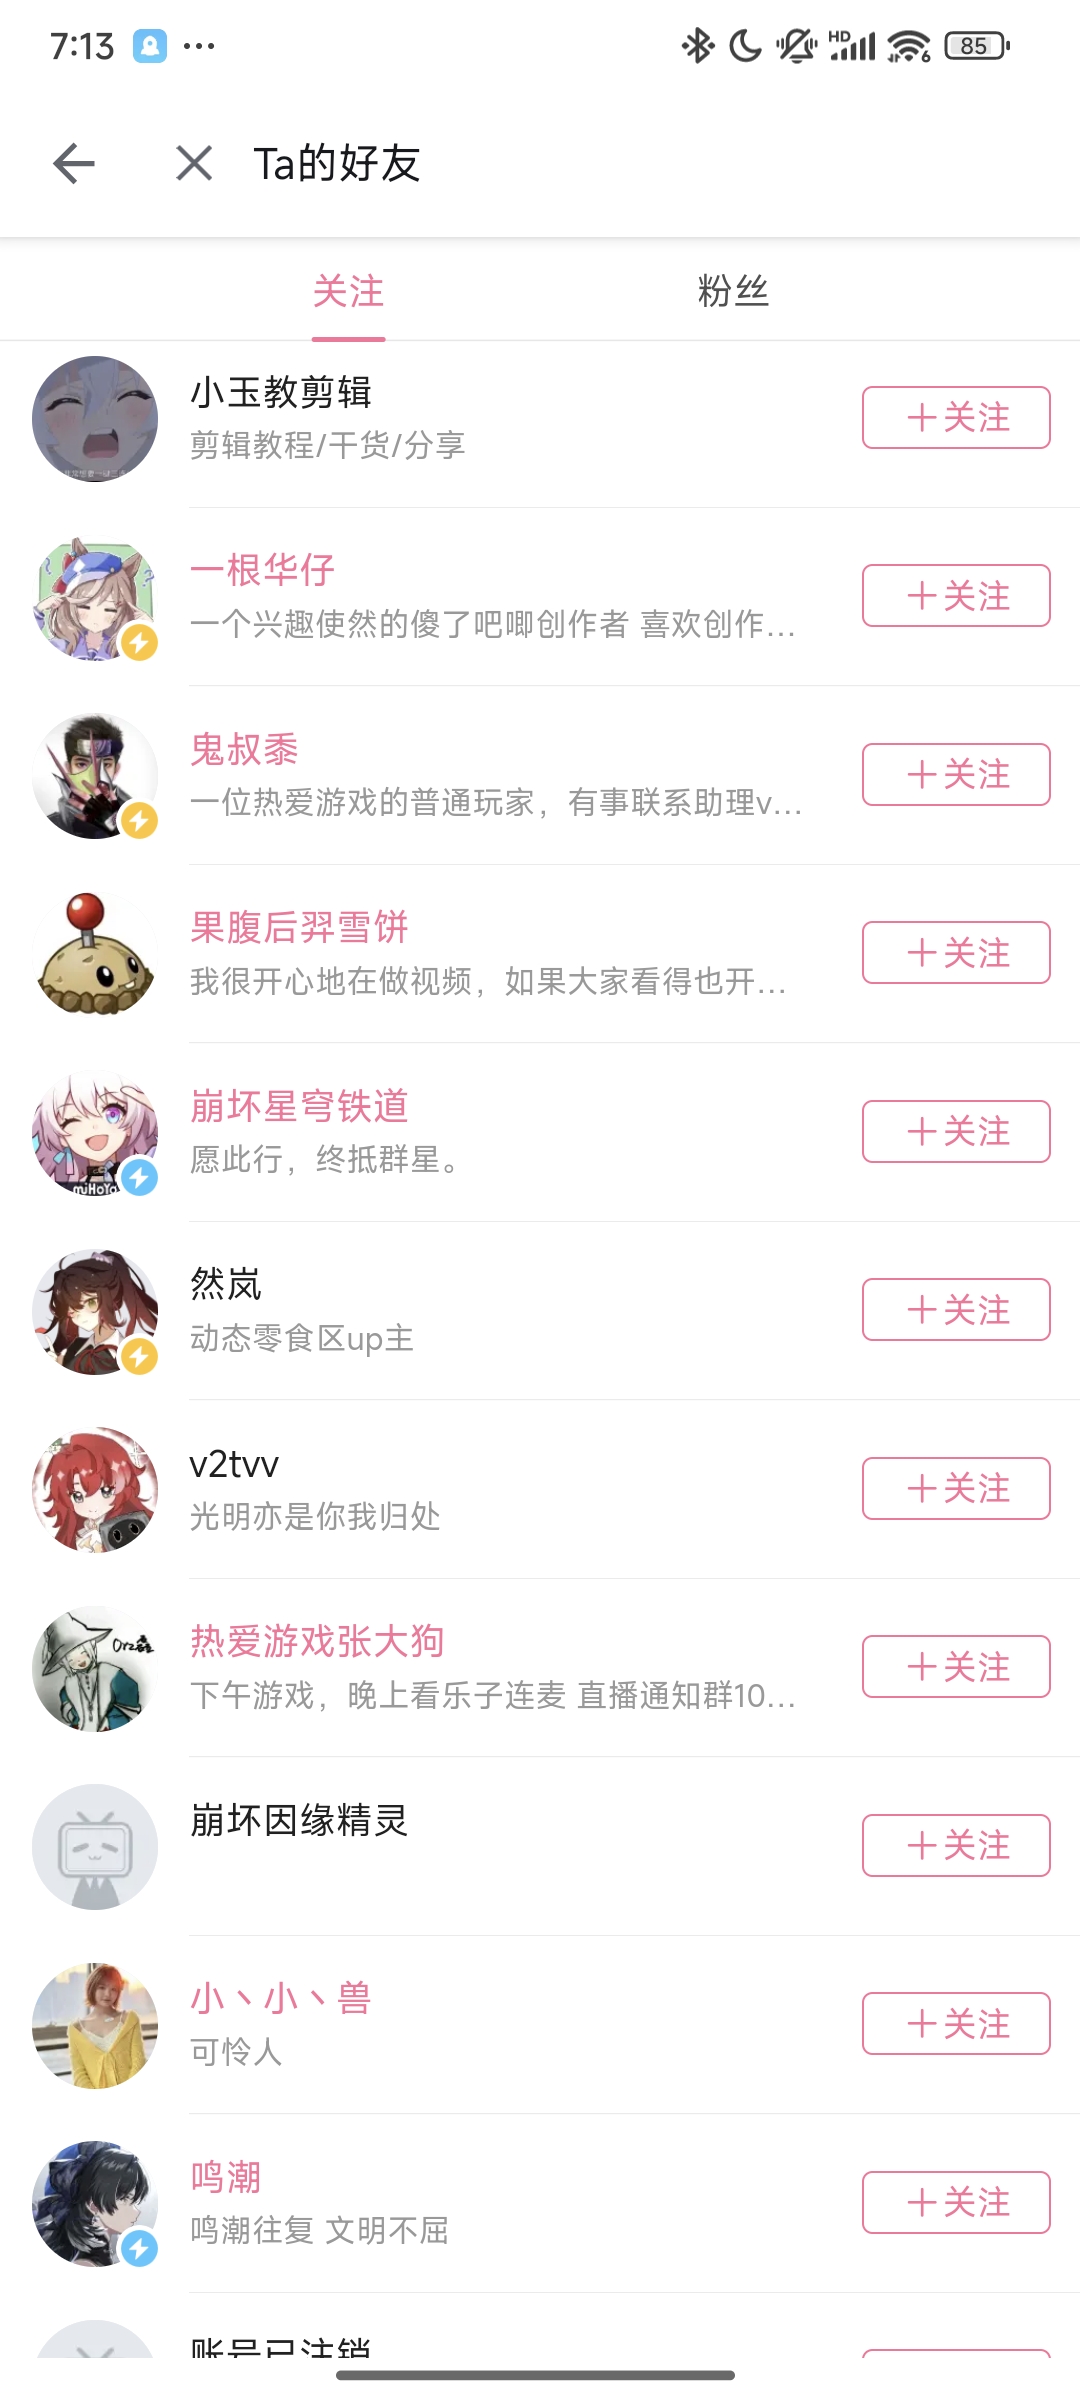 7:13
HD
6
85
Ta的好友
关注
粉丝
小玉教剪辑
剪辑教程/干货/分享
关注
一根华仔
一个兴趣使然的傻了吧唧创作者 喜欢创作...
关注
鬼叔黍
一位热爱游戏的普通玩家，有事联系助理v...
关注
果腹后羿雪饼
我很开心地在做视频，如果大家看得也开...
关注
崩坏星穹铁道
愿此行，终抵群星。
关注
miHoYo
然岚
动态零食区up主
关注
v2tvv
光明亦是你我归处
关注
热爱游戏张大狗
下午游戏，晚上看乐子连麦 直播通知群10...
关注
崩坏因缘精灵
关注
小丶小丶兽
可怜人
关注
鸣潮
鸣潮往复 文明不屈
关注
账号已注销